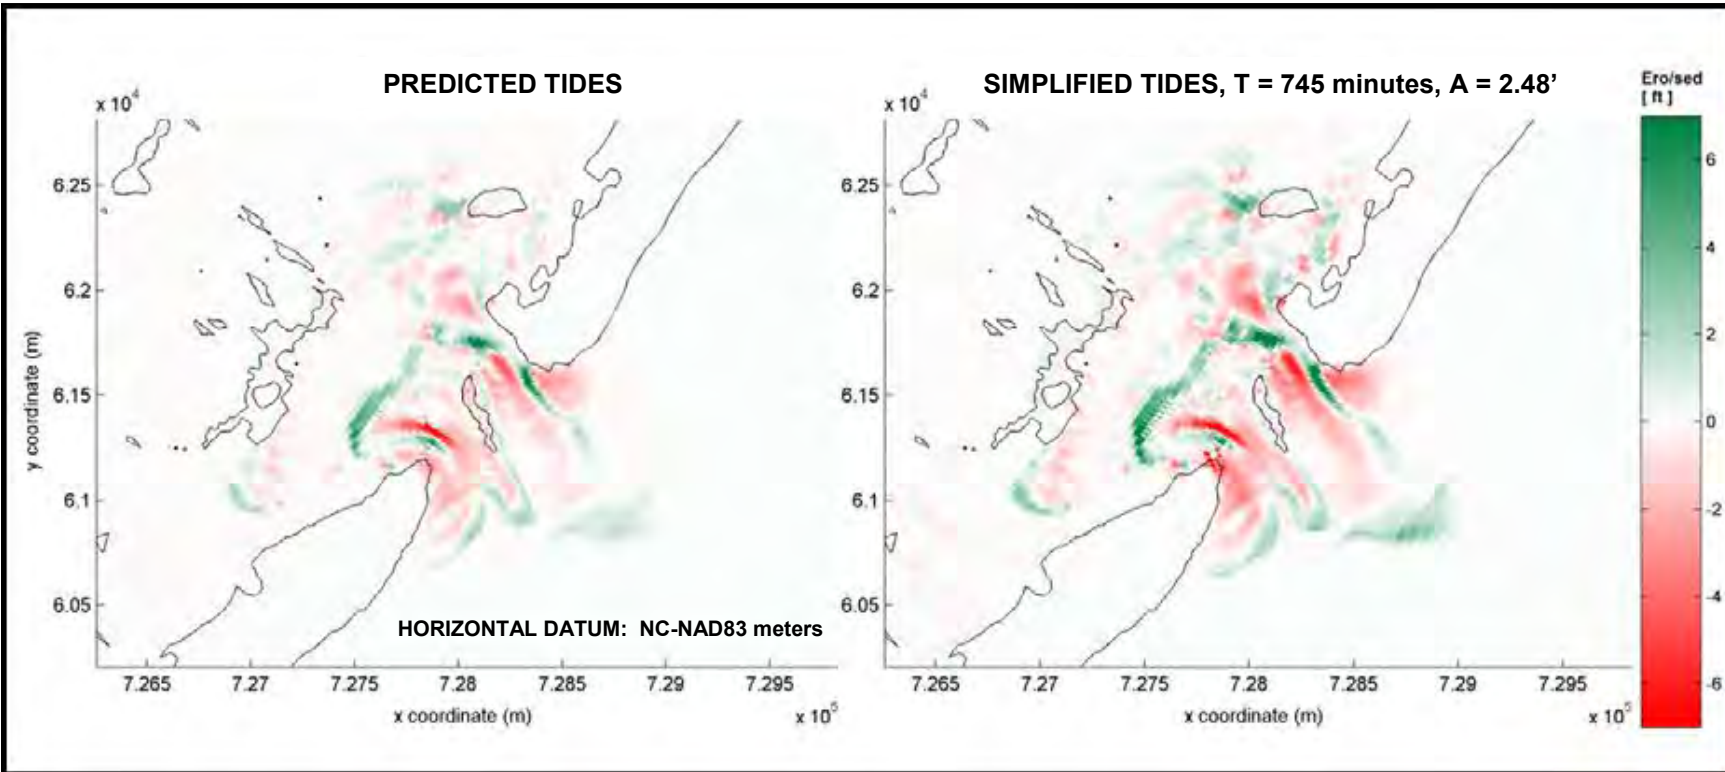 PREDICTED TIDES
SIMPLIFIED TIDES, T = 745 minutes, A = 2.48’
Ero/sed
[ ft ]
x 10^4
x 10^4
6.25
6.2
6.15
6.1
6.05
y coordinate (m)
6.25
6.2
6.15
6.1
6.05
6
4
2
0
-2
-4
-6
HORIZONTAL DATUM: NC-NAD83 meters
7.265 7.27 7.275 7.28 7.285 7.29 7.295
x coordinate (m)
x 10^5
7.265 7.27 7.275 7.28 7.285 7.29 7.295
x coordinate (m)
x 10^5